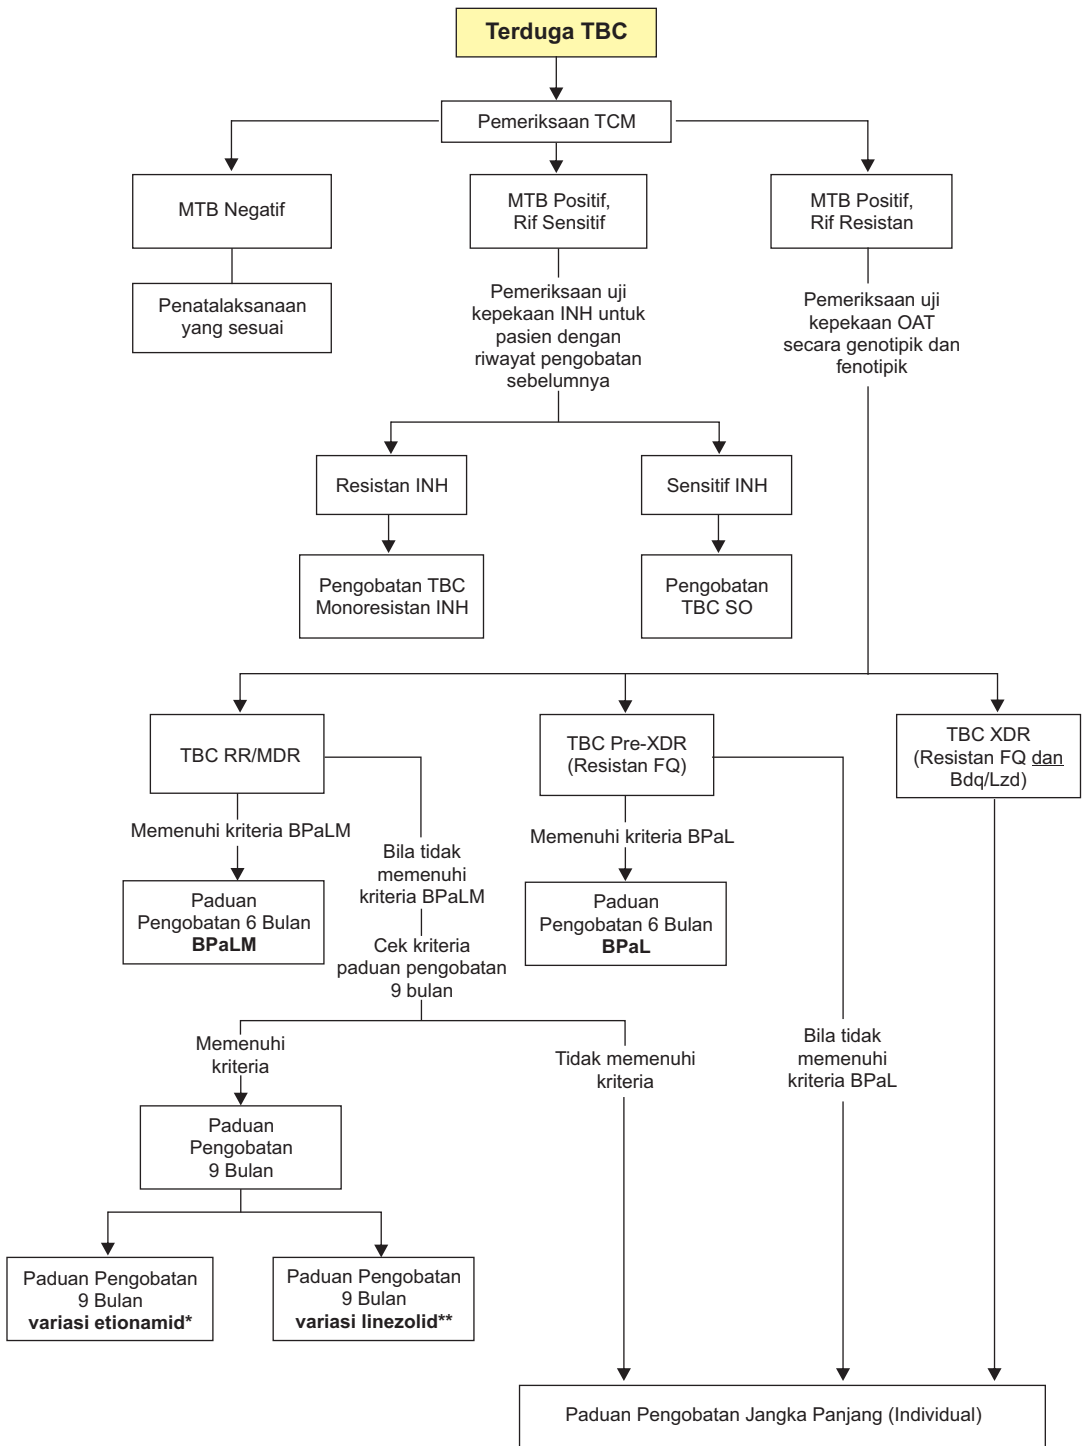 Terduga TBC
Pemeriksaan TCM
MTB Negatif
MTB Positif,
Rif Sensitif
MTB Positif,
Rif Resistan
Penatalaksanaan
yang sesuai
Pemeriksaan uji
kepekaan INH untuk
pasien dengan
riwayat pengobatan
sebelumnya
Pemeriksaan uji
kepekaan OAT
secara genotipik dan
fenotipik
Resistan INH
Sensitif INH
Pengobatan TBC
Monoresistan INH
Pengobatan
TBC SO
TBC RR/MDR
TBC Pre-XDR
(Resistan FQ)
TBC XDR
(Resistan FQ dan
Bdq/Lzd)
Memenuhi kriteria BPaLM
Bila tidak
memenuhi
kriteria BPaLM
Memenuhi kriteria BPaL
Paduan
Pengobatan 6 Bulan
BPaLM
Cek kriteria
paduan pengobatan
9 bulan
Paduan
Pengobatan 6 Bulan
BPaL
Memenuhi
kriteria
Tidak memenuhi
kriteria
Bila tidak
memenuhi
kriteria BPaL
Paduan
Pengobatan
9 Bulan
Paduan Pengobatan
9 Bulan
variasi etionamid*
Paduan Pengobatan
9 Bulan
variasi linezolid**
Paduan Pengobatan Jangka Panjang (Individual)